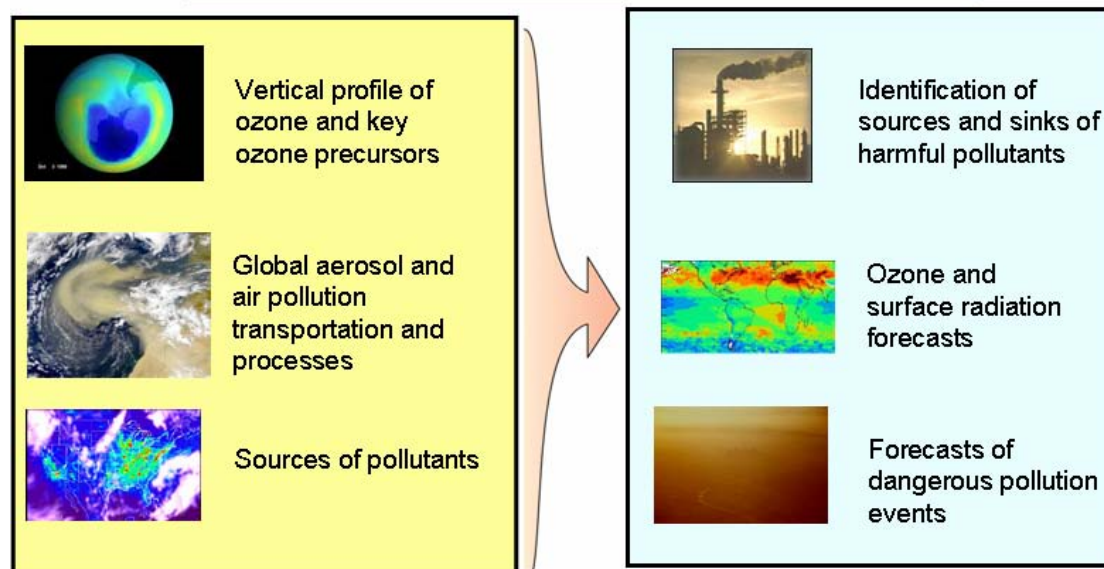 Vertical profile of
ozone and key
ozone precursors
Global aerosol and
air pollution
transportation and
processes
Sources of pollutants
Identification of
sources and sinks of
harmful pollutants
Ozone and
surface radiation
forecasts
Forecasts of
dangerous pollution
events